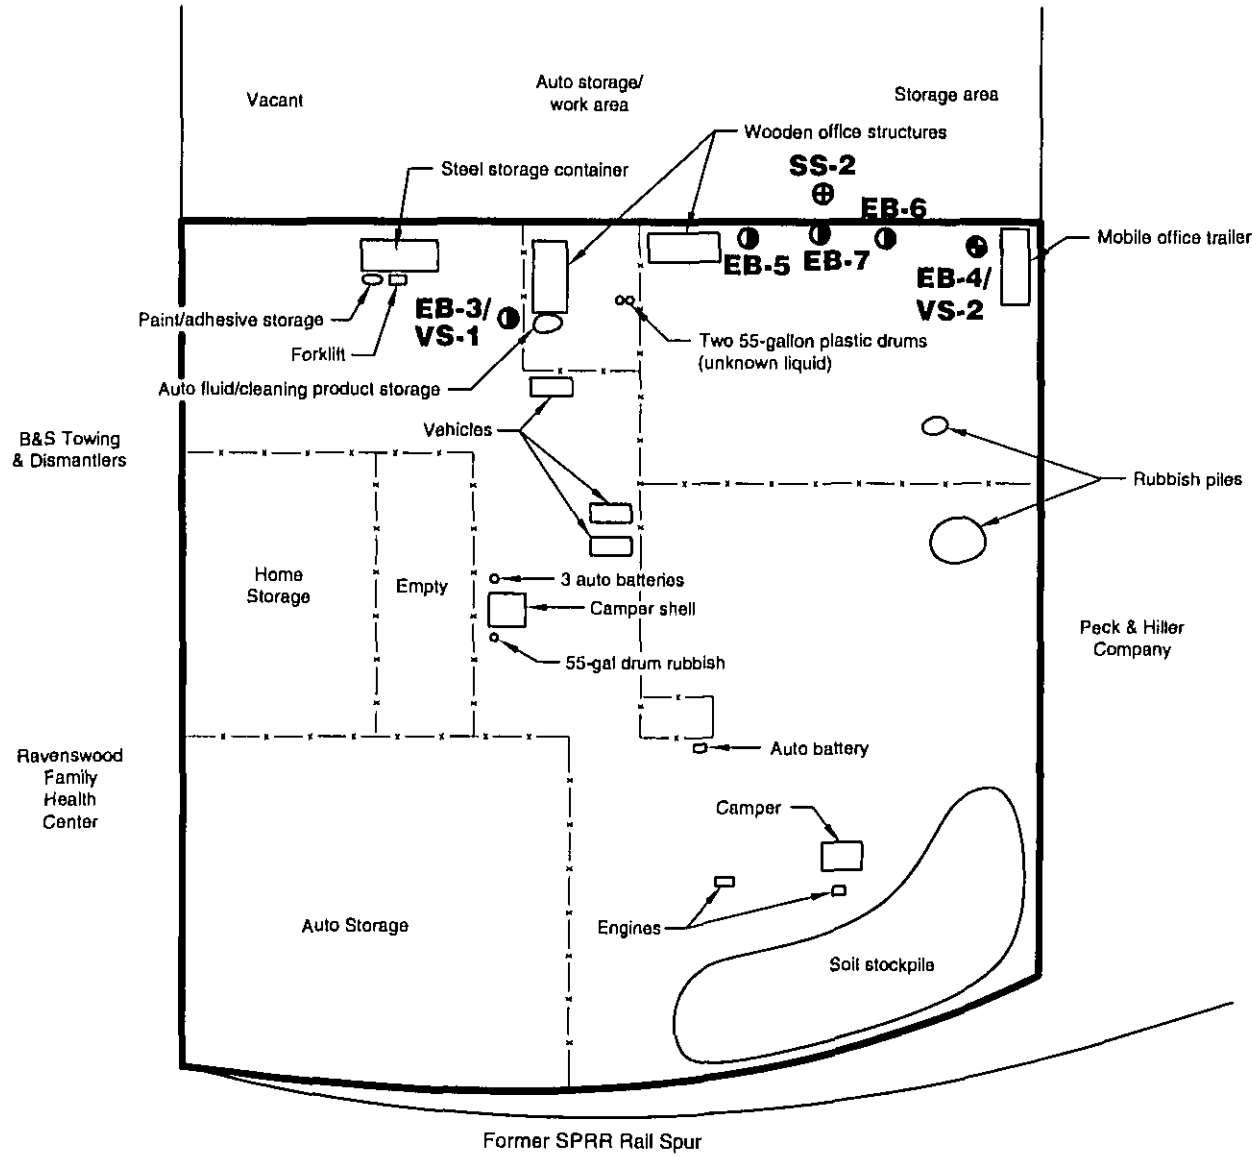 Vacant
Auto storage/
work area
Storage area
Wooden office structures
Steel storage container
SS-2
EB-6
Mobile office trailer
EB-5
EB-7
EB-4/
VS-2
EB-3/
VS-1
Paint/adhesive storage
Forklift
Two 55-gallon plastic drums
(unknown liquid)
Auto fluid/cleaning product storage
Vehicles
B&S Towing
& Dismantlers
Rubbish piles
Home
Storage
Empty
3 auto batteries
Camper shell
55-gal drum rubbish
Peck & Hiller
Company
Ravenswood
Family
Health
Center
Auto battery
Camper
Auto Storage
Engines
Soil stockpile
Former SPRR Rail Spur